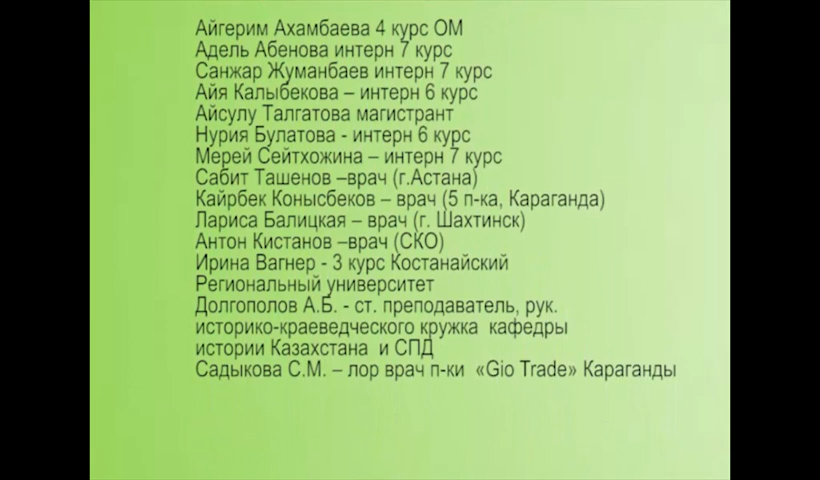 Айгерим Ахамбаева 4 курс ОМ
Адель Абенова интерн 7 курс
Санжар Жуманбаев интерн 7 курс
Айя Калыбекова – интерн 6 курс
Айсулу Талгатова магистрант
Нурия Булатова - интерн 6 курс
Мерей Сейтхожина – интерн 7 курс
Сабит Ташенов –врач (г.Астана)
Кайрбек Конысбеков – врач (5 п-ка, Караганда)
Лариса Балицкая – врач (г. Шахтинск)
Антон Кистанов –врач (СКО)
Ирина Вагнер - 3 курс Костанайский
Региональный университет
Долгополов А.Б. - ст. преподаватель, рук.
историко-краеведческого кружка  кафедры
истории Казахстана  и СПД
Садыкова С.М. – лор врач п-ки  «Gio Trade» Караганды